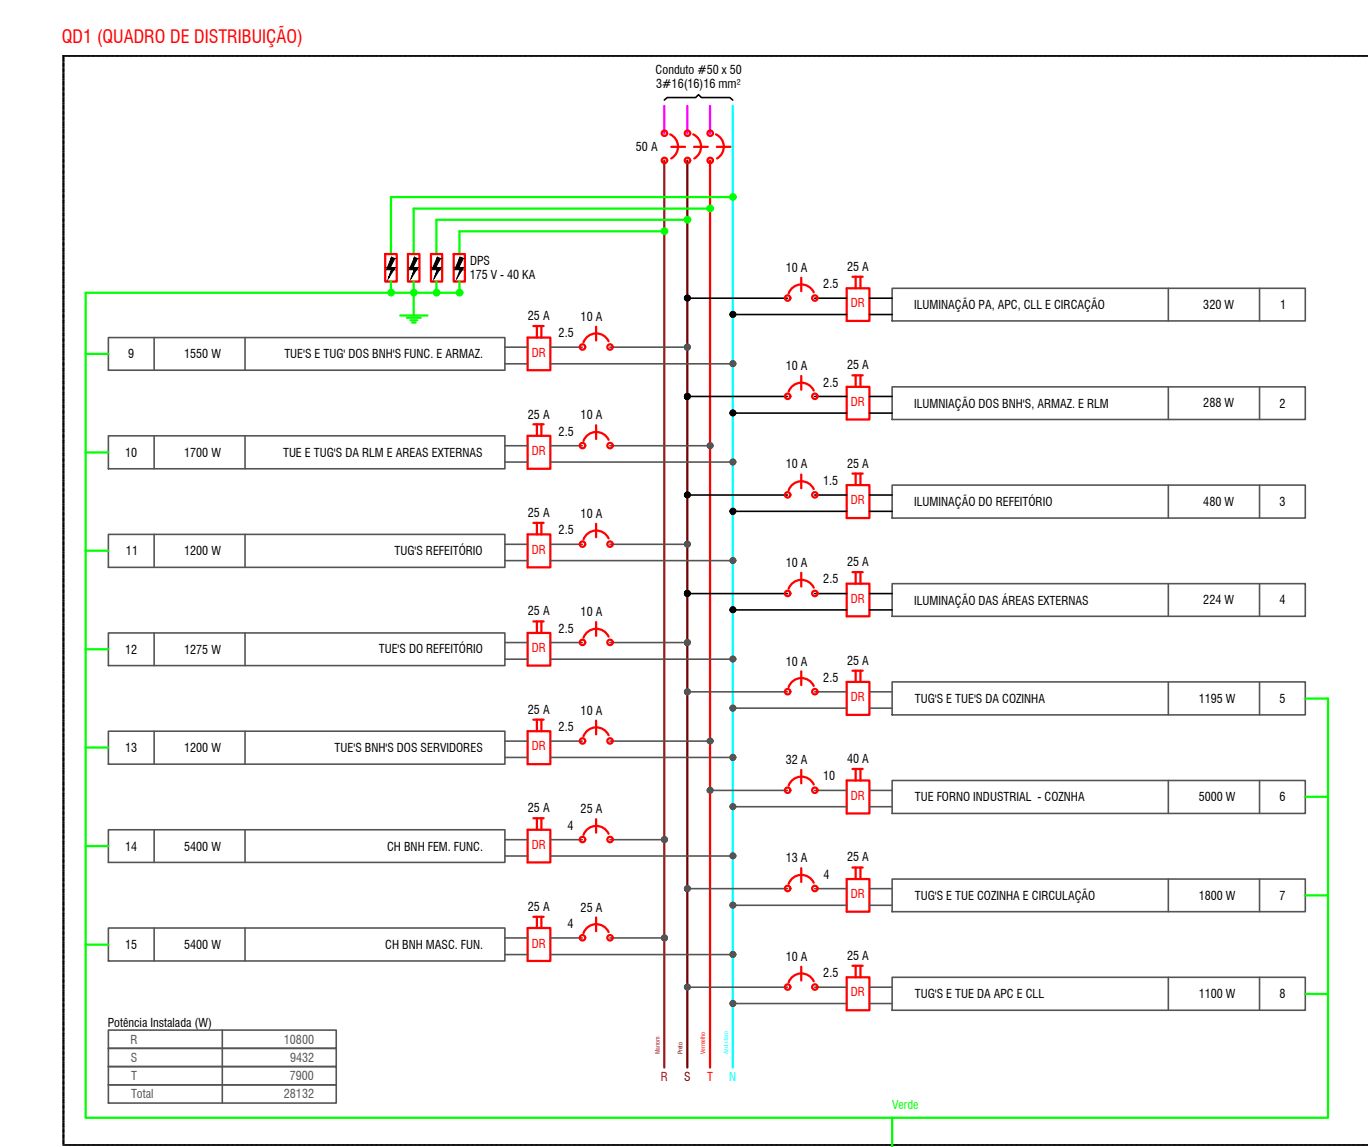 QD1 (QUADRO DE DISTRIBUIÇÃO)
Conduto #50 x 50
3#16(16)16 mm²
50 A
DPS
175 V - 40 KA
10 A 2.5 25 A
DR
ILUMINAÇÃO PA, APC, CLL E CIRCAÇÃO 320 W 1
10 A 2.5 25 A
DR
ILUMNIAÇÃO DOS BNH'S, ARMAZ. E RLM 288 W 2
10 A 1.5 25 A
DR
ILUMINAÇÃO DO REFEITÓRIO 480 W 3
10 A 2.5 25 A
DR
ILUMINAÇÃO DAS ÁREAS EXTERNAS 224 W 4
10 A 2.5 25 A
DR
TUG'S E TUE'S DA COZINHA 1195 W 5
32 A 10 40 A
DR
TUE FORNO INDUSTRIAL - COZNHA 5000 W 6
13 A 4 25 A
DR
TUG'S E TUE COZINHA E CIRCULAÇÃO 1800 W 7
10 A 2.5 25 A
DR
TUG'S E TUE DA APC E CLL 1100 W 8
25 A 2.5 10 A
9 1550 W TUE'S E TUG' DOS BNH'S FUNC. E ARMAZ. DR
25 A 2.5 10 A
10 1700 W TUE E TUG'S DA RLM E AREAS EXTERNAS DR
25 A 2.5 10 A
11 1200 W TUG'S REFEITÓRIO DR
25 A 2.5 10 A
12 1275 W TUE'S DO REFEITÓRIO DR
25 A 2.5 10 A
13 1200 W TUE'S BNH'S DOS SERVIDORES DR
25 A 4 25 A
14 5400 W CH BNH FEM. FUNC. DR
25 A 4 25 A
15 5400 W CH BNH MASC. FUN. DR
Potência Instalada (W)
R 10800
S 9432
T 7900
Total 28132
Marrom Preto Vermelho
R S T N
Verde